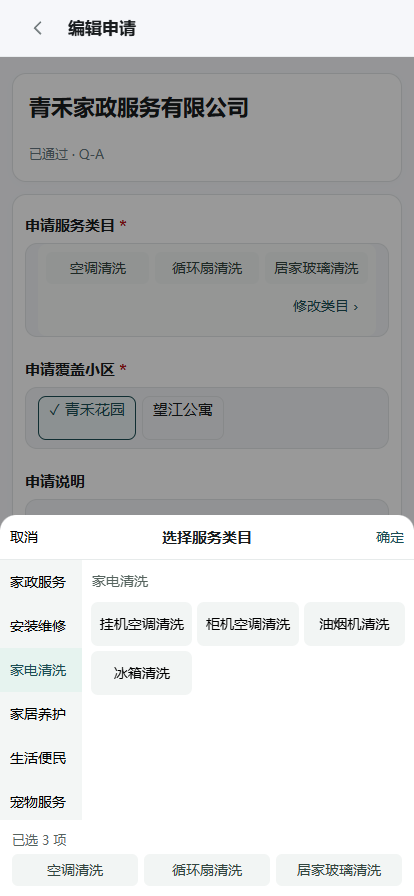 编辑申请
青禾家政服务有限公司
已通过 · Q-A
申请服务类目 *
空调清洗 循环扇清洗 居家玻璃清洗
修改类目 ›
申请覆盖小区 *
✓ 青禾花园 望江公寓
申请说明
取消 选择服务类目 确定
家政服务 家电清洗
安装维修 挂机空调清洗 柜机空调清洗 油烟机清洗
家电清洗 冰箱清洗
家居养护
生活便民
宠物服务
已选 3 项
空调清洗 循环扇清洗 居家玻璃清洗